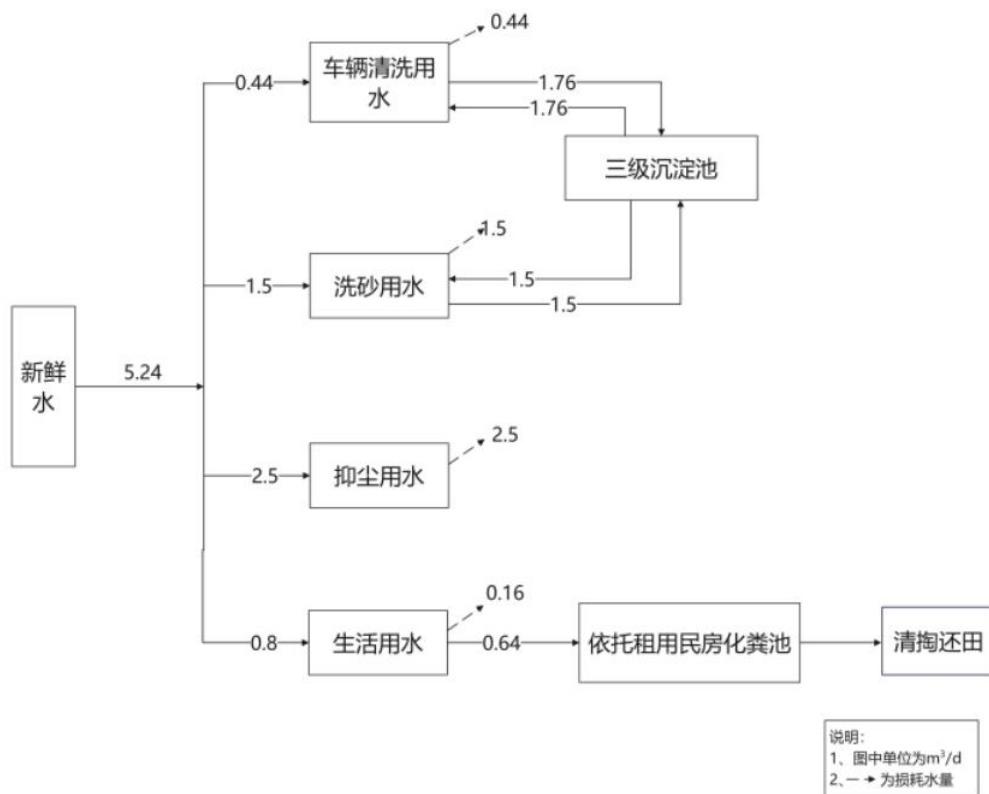 0.44
0.44
车辆清洗用
水
1.76
1.76
三级沉淀池
1.5
1.5
洗砂用水
1.5
1.5
新鲜
水
5.24
2.5
2.5
抑尘用水
0.16
0.8
生活用水
0.64
依托租用民房化粪池
清掏还田
说明:
1、图中单位为m³/d
2、— → 为损耗水量